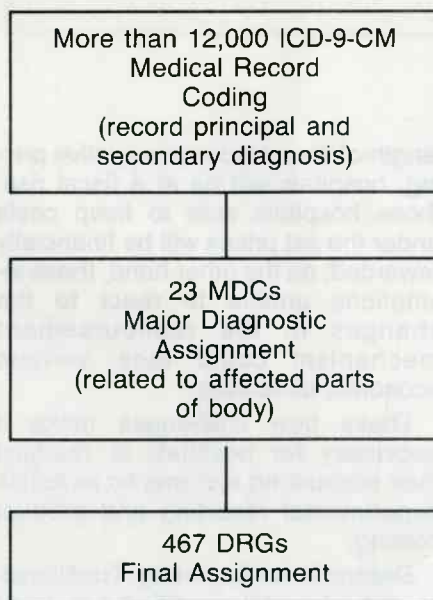 More than 12,000 ICD-9-CM
Medical Record
Coding
(record principal and
secondary diagnosis)
23 MDCs
Major Diagnostic
Assignment
(related to affected parts
of body)
467 DRGs
Final Assignment